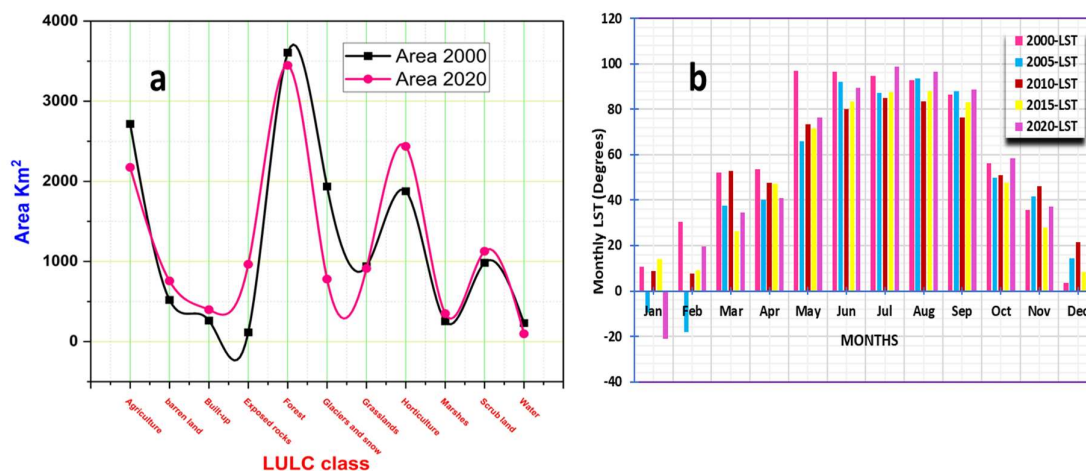 a
Area 2000
Area 2020
4000
3000
2000
1000
0
Area Km²
Agriculture
barren land
Built-up
Exposed rocks
Forest
Glaciers and snow
Grasslands
Horticulture
Marshes
Scrub land
Water
LULC class
b
2000-LST
2005-LST
2010-LST
2015-LST
2020-LST
120
100
80
60
40
20
0
-20
-40
Monthly LST (Degrees)
Jan Feb Mar Apr May Jun Jul Aug Sep Oct Nov Dec
MONTHS